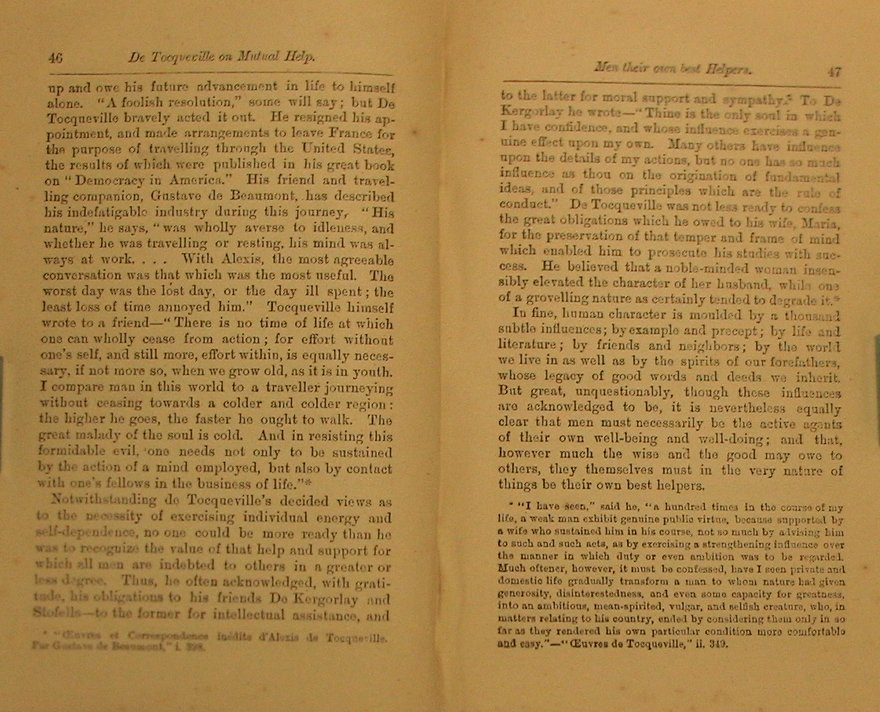 46 De Tocqueville on Mutual Help.
up and owe his future advancement in life to himself
alone. “A foolish resolution,” some will say; but De
Tocqueville bravely acted it out. He resigned his ap-
pointment, and made arrangements to leave France for
the purpose of travelling through the United States,
the results of which were published in his great book
on “Democracy in America.” His friend and travel-
ling companion, Gustave de Beaumont, has described
his indefatigable industry during this journey. “His
nature,” he says, “was wholly averse to idleness, and
whether he was travelling or resting, his mind was al-
ways at work. . . . With Alexis, the most agreeable
conversation was that which was the most useful. The
worst day was the lost day, or the day ill spent; the
least loss of time annoyed him.” Tocqueville himself
wrote to a friend—“There is no time of life at which
one can wholly cease from action; for effort without
one's self, and still more, effort within, is equally neces-
sary, if not more so, when we grow old, as it is in youth.
I compare man in this world to a traveller journeying
without ceasing towards a colder and colder region:
the higher he goes, the faster he ought to walk. The
great malady of the soul is cold. And in resisting this
formidable evil, one needs not only to be sustained
by the action of a mind employed, but also by contact
with one's fellows in the business of life.”*
Notwithstanding de Tocqueville's decided views as
to the necessity of exercising individual energy and
self-dependence, no one could be more ready than he
was to recognize the value of that help and support for
which all men are indebted to others in a greater or
less degree. Thus, he often acknowledged, with grati-
tude, his obligations to his friends De Kergorlay and
Stofells—to the former for intellectual assistance, and
* “Œuvres et Correspondence inédite d'Alexis de Tocqueville.
Par Gustave de Beaumont,” i. 398.
Men their own best Helpers. 47
to the latter for moral support and sympathy.* To De
Kergorlay he wrote—“Thine is the only soul in which
I have confidence, and whose influence exercises a gen-
uine effect upon my own. Many others have influence
upon the details of my actions, but no one has so much
influence as thou on the origination of fundamental
ideas, and of those principles which are the rule of
conduct.” De Tocqueville was not less ready to confess
the great obligations which he owed to his wife, Maria,
for the preservation of that temper and frame of mind
which enabled him to prosecute his studies with suc-
cess. He believed that a noble-minded woman insen-
sibly elevated the character of her husband, while one
of a grovelling nature as certainly tended to degrade it.*
In fine, human character is moulded by a thousand
subtle influences; by example and precept; by life and
literature; by friends and neighbors; by the world
we live in as well as by the spirits of our forefathers,
whose legacy of good words and deeds we inherit.
But great, unquestionably, though these influences
are acknowledged to be, it is nevertheless equally
clear that men must necessarily be the active agents
of their own well-being and well-doing; and that,
however much the wise and the good may owe to
others, they themselves must in the very nature of
things be their own best helpers.
* “I have seen,” said he, “a hundred times in the course of my
life, a weak man exhibit genuine public virtue, because supported by
a wife who sustained him in his course, not so much by advising him
to such and such acts, as by exercising a strengthening influence over
the manner in which duty or even ambition was to be regarded.
Much oftener, however, it must be confessed, have I seen private and
domestic life gradually transform a man to whom nature had given
generosity, disinterestedness, and even some capacity for greatness,
into an ambitious, mean-spirited, vulgar, and selfish creature, who, in
matters relating to his country, ended by considering them only in so
far as they rendered his own particular condition more comfortable
and easy.”—“Œuvres de Tocqueville,” ii. 349.